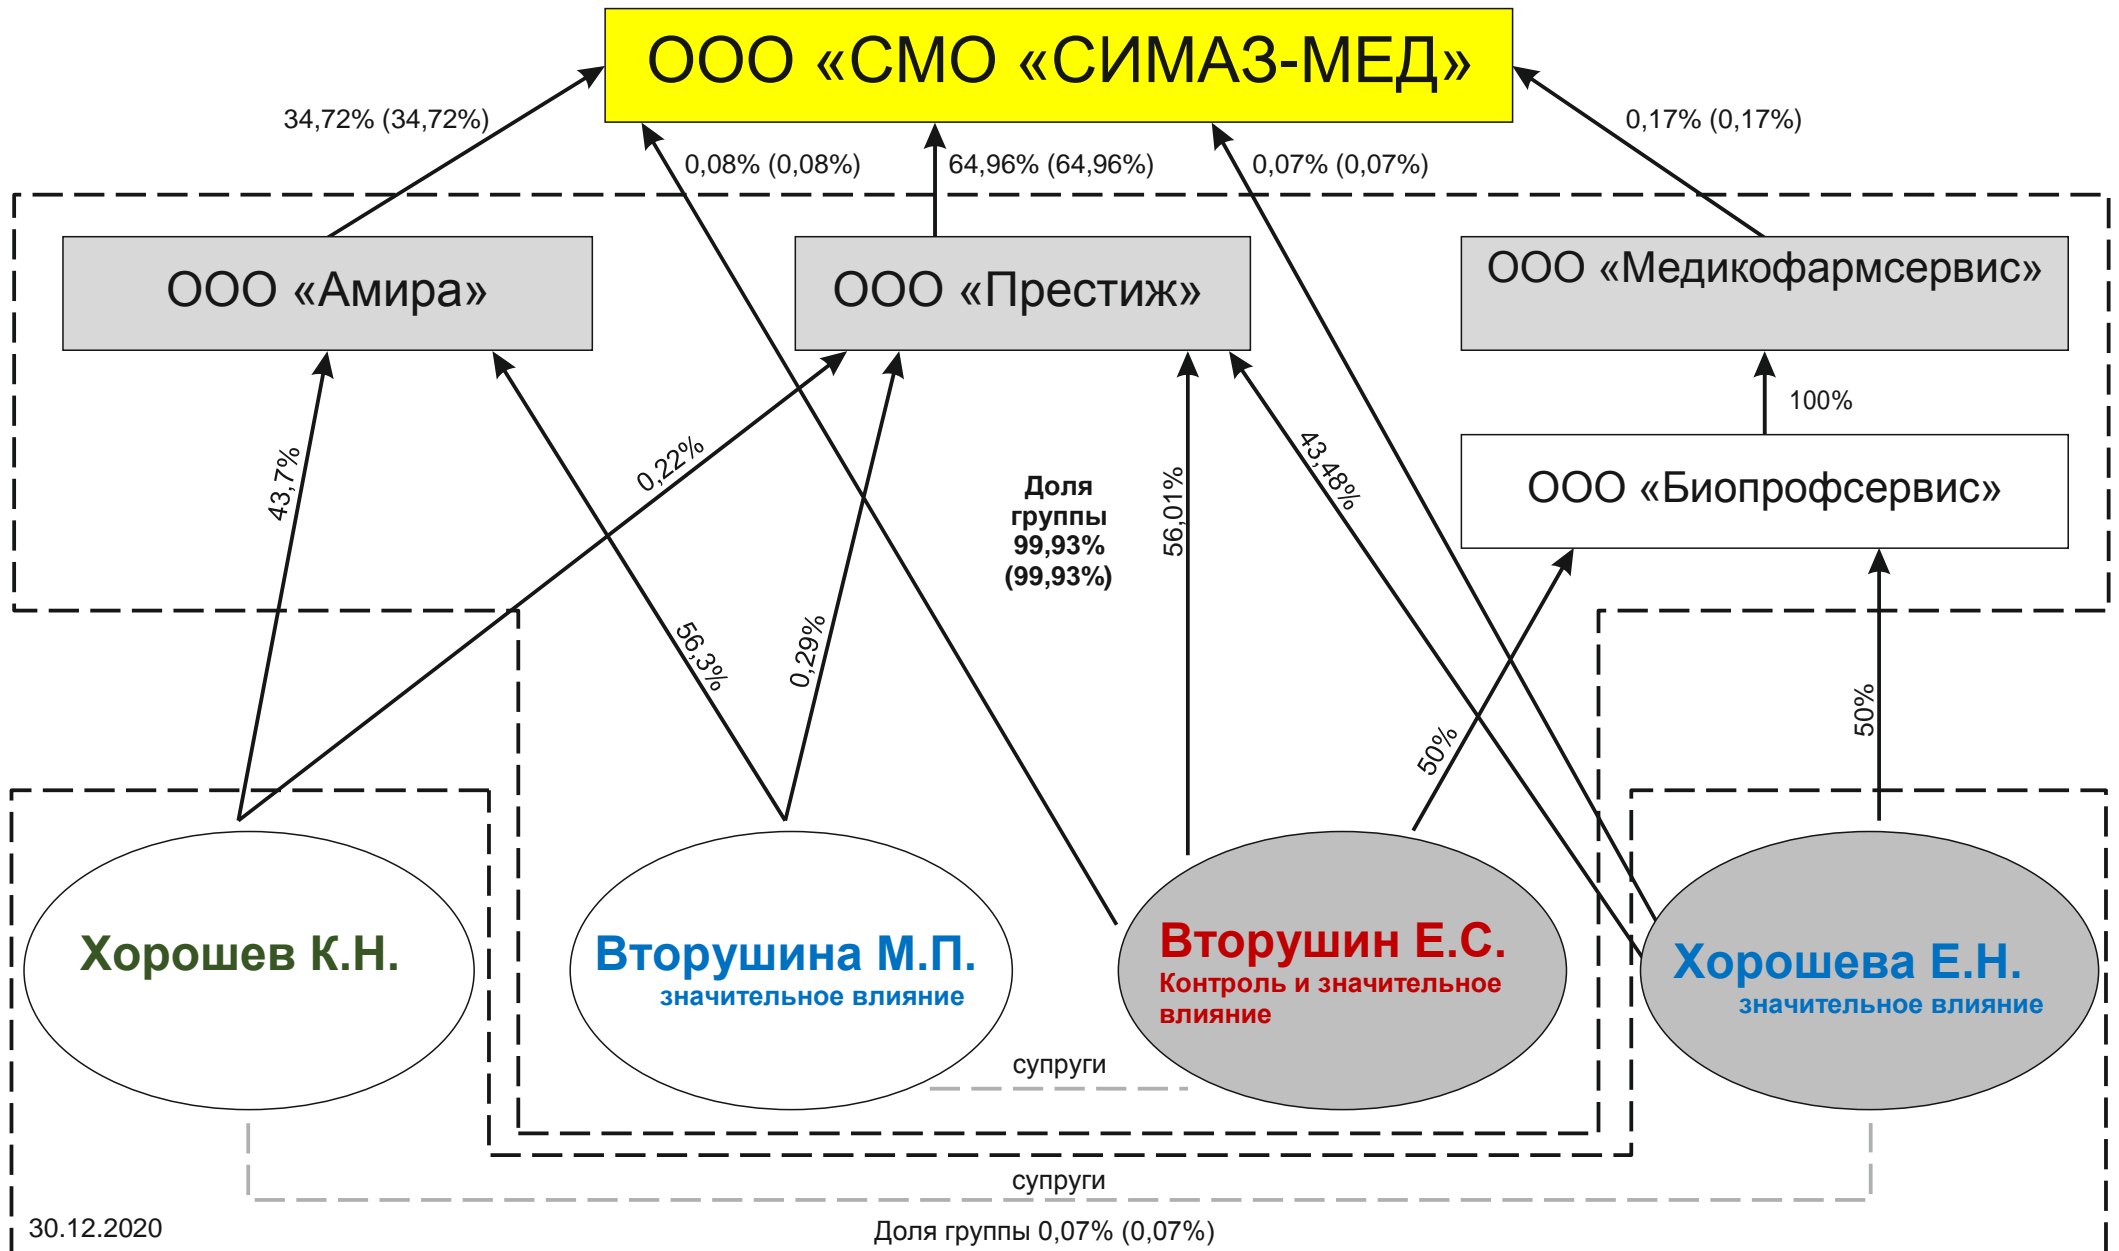 ООО «СМО «СИМАЗ-МЕД»
34,72% (34,72%)
0,17% (0,17%)
0,08% (0,08%)
64,96% (64,96%)
0,07% (0,07%)
ООО «Амира»
ООО «Престиж»
ООО «Медикофармсервис»
100%
43,7%
0,22%
Доля
группы
99,93%
(99,93%)
56,01%
43,48%
ООО «Биопрофсервис»
56,3%
0,29%
50%
50%
Хорошев К.Н.
Вторушина М.П.
значительное влияние
Вторушин Е.С.
Контроль и значительное
влияние
Хорошева Е.Н.
значительное влияние
супруги
супруги
30.12.2020
Доля группы 0,07% (0,07%)